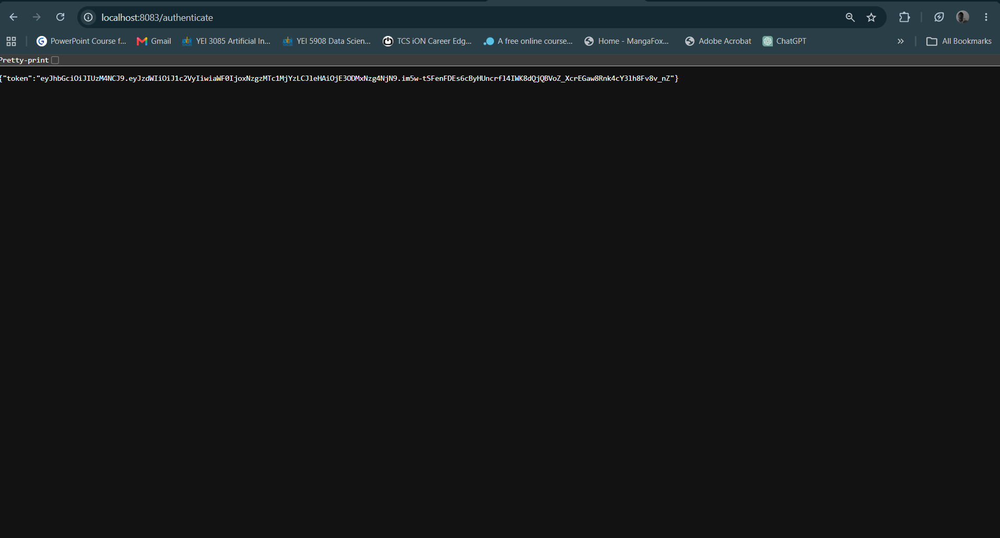 localhost:8083/authenticate
PowerPoint Course f... Gmail YEI 3085 Artificial In... YEI 5908 Data Scien... TCS iON Career Edg... A free online course... Home - MangaFox... Adobe Acrobat ChatGPT » All Bookmarks
Pretty-print
{"token":"eyJhbGciOiJIUzM4NCJ9.eyJzdWIiOiJ1c2VyIiwiaWF0IjoxNzgzMTc1MjYzLCJleHAiOjE3ODMxNzg4NjN9.im5w-tSFenFDEs6cByHUncrfl4IWK8dQjQBVoZ_XcrEGaw8Rnk4cY3lh8Fv8v_nZ"}